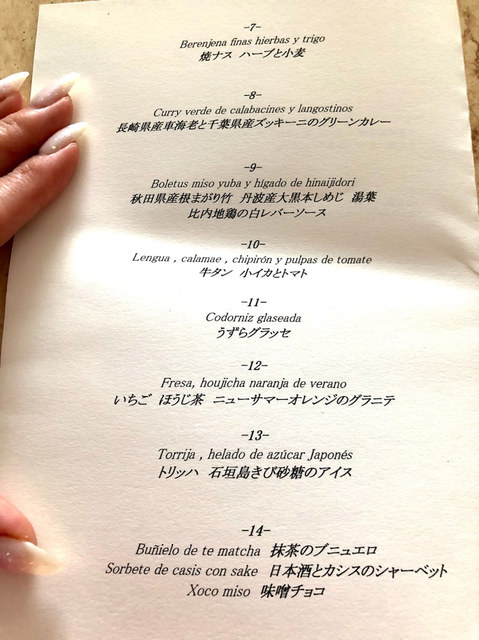 -7-
Berenjena finas hierbas y trigo
焼ナス ハーブと小麦
-8-
Curry verde de calabacines y langostinos
長崎県産車海老と千葉県産ズッキーニのグリーンカレー
-9-
Boletus miso yuba y hígado de hinaijidori
秋田県産根まがり竹 丹波産大黒本しめじ 湯葉
比内地鶏の白レバーソース
-10-
Lengua , calamae , chipirón y pulpas de tomate
牛タン 小イカとトマト
-11-
Codorniz glaseada
うずらグラッセ
-12-
Fresa, houjicha naranja de verano
いちご ほうじ茶 ニューサマーオレンジのグラニテ
-13-
Torrija , helado de azúcar Japonés
トリッハ 石垣島きび砂糖のアイス
-14-
Buñielo de te matcha 抹茶のブニュエロ
Sorbete de casis con sake 日本酒とカシスのシャーベット
Xoco miso 味噌チョコ